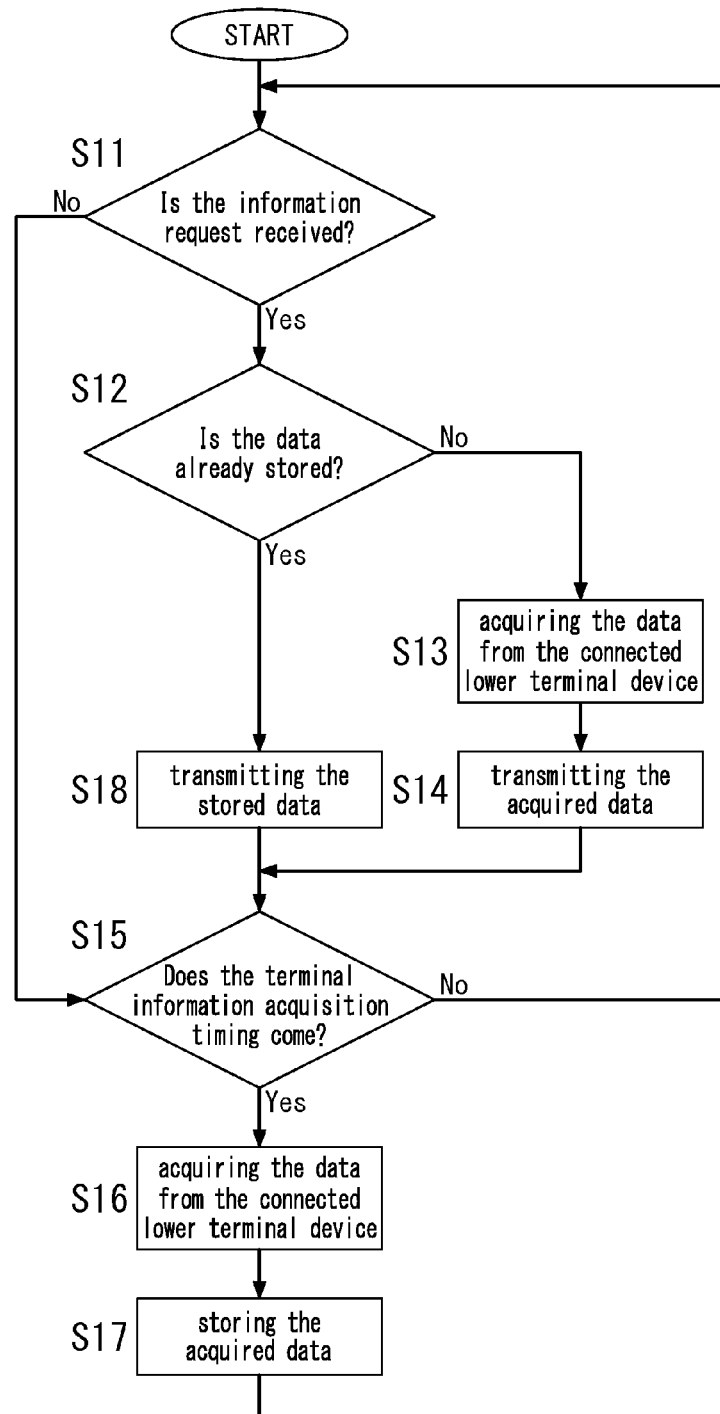 START
S11
No
Is the information
request received?
Yes
S12
Is the data
already stored?
No
Yes
S13
acquiring the data
from the connected
lower terminal device
S18
transmitting the
stored data
S14
transmitting the
acquired data
S15
Does the terminal
information acquisition
timing come?
No
Yes
S16
acquiring the data
from the connected
lower terminal device
S17
storing the
acquired data